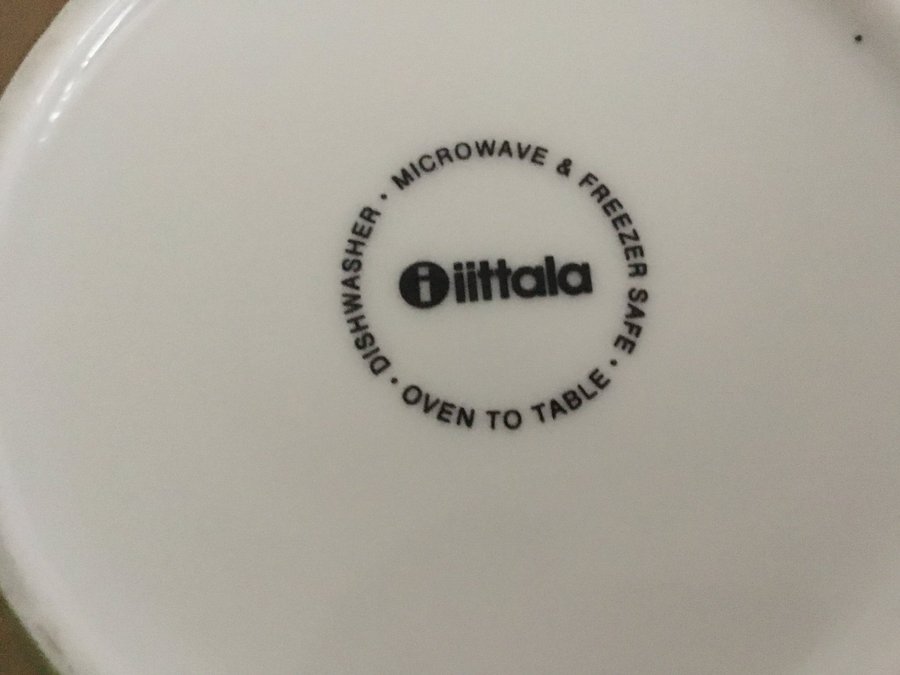 DISHWASHER · MICROWAVE & FREEZER SAFE ·
i iittala
OVEN TO TABLE ·